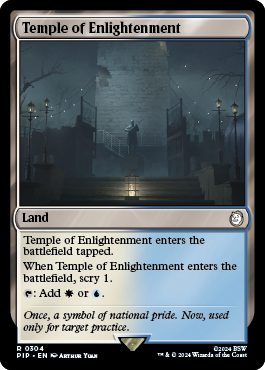 Temple of Enlightenment
Land
Temple of Enlightenment enters the
battlefield tapped.
When Temple of Enlightenment enters the
battlefield, scry 1.
: Add or .
Once, a symbol of national pride. Now, used
only for target practice.
R 0304
PIP • EN Arthur Yuan
©2024 BSW
™ & © 2024 Wizards of the Coast